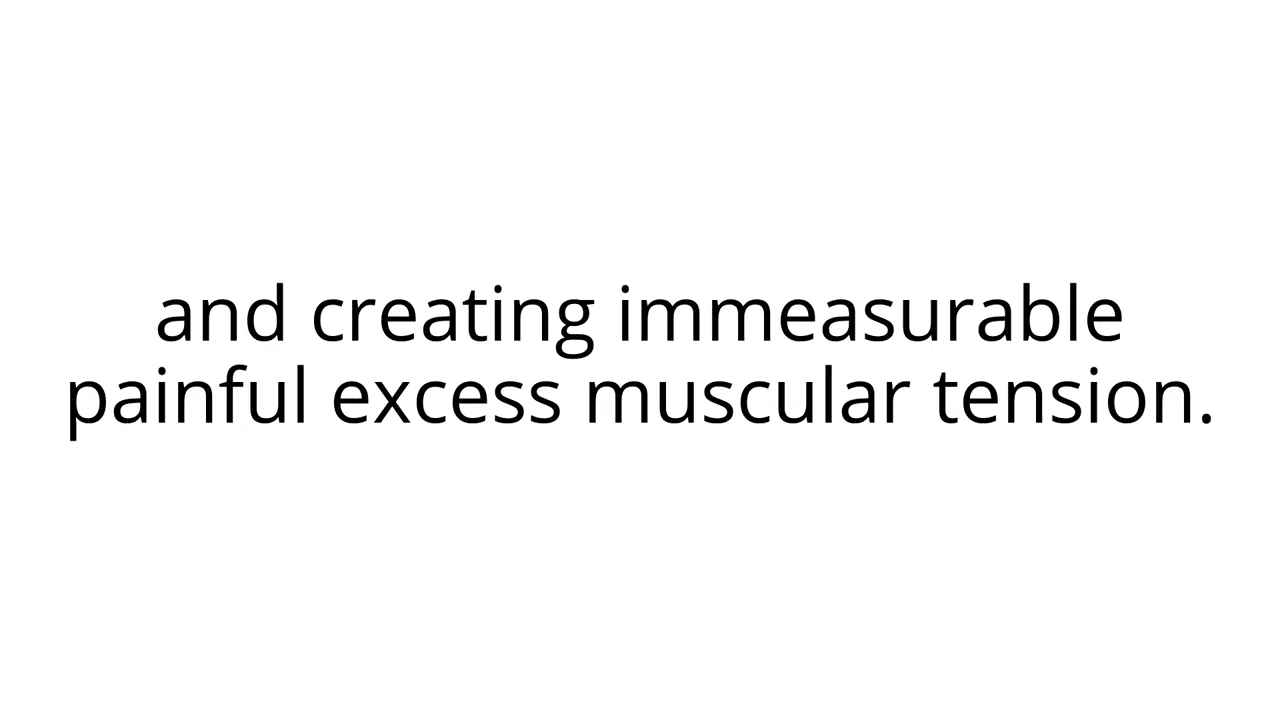 and creating immeasurable
painful excess muscular tension.